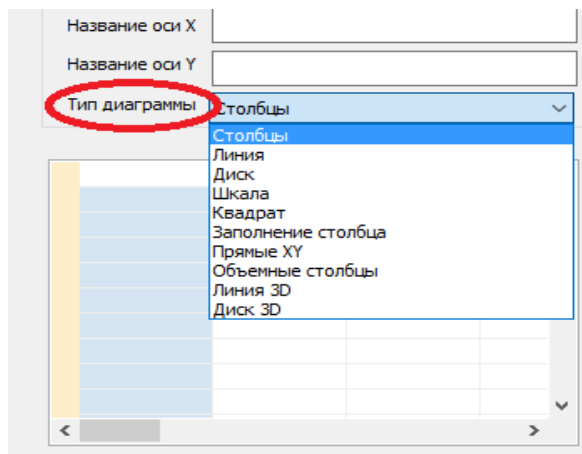 Название оси X
Название оси Y
Тип диаграммы Столбцы
Столбцы
Линия
Диск
Шкала
Квадрат
Заполнение столбца
Прямые XY
Объемные столбцы
Линия 3D
Диск 3D